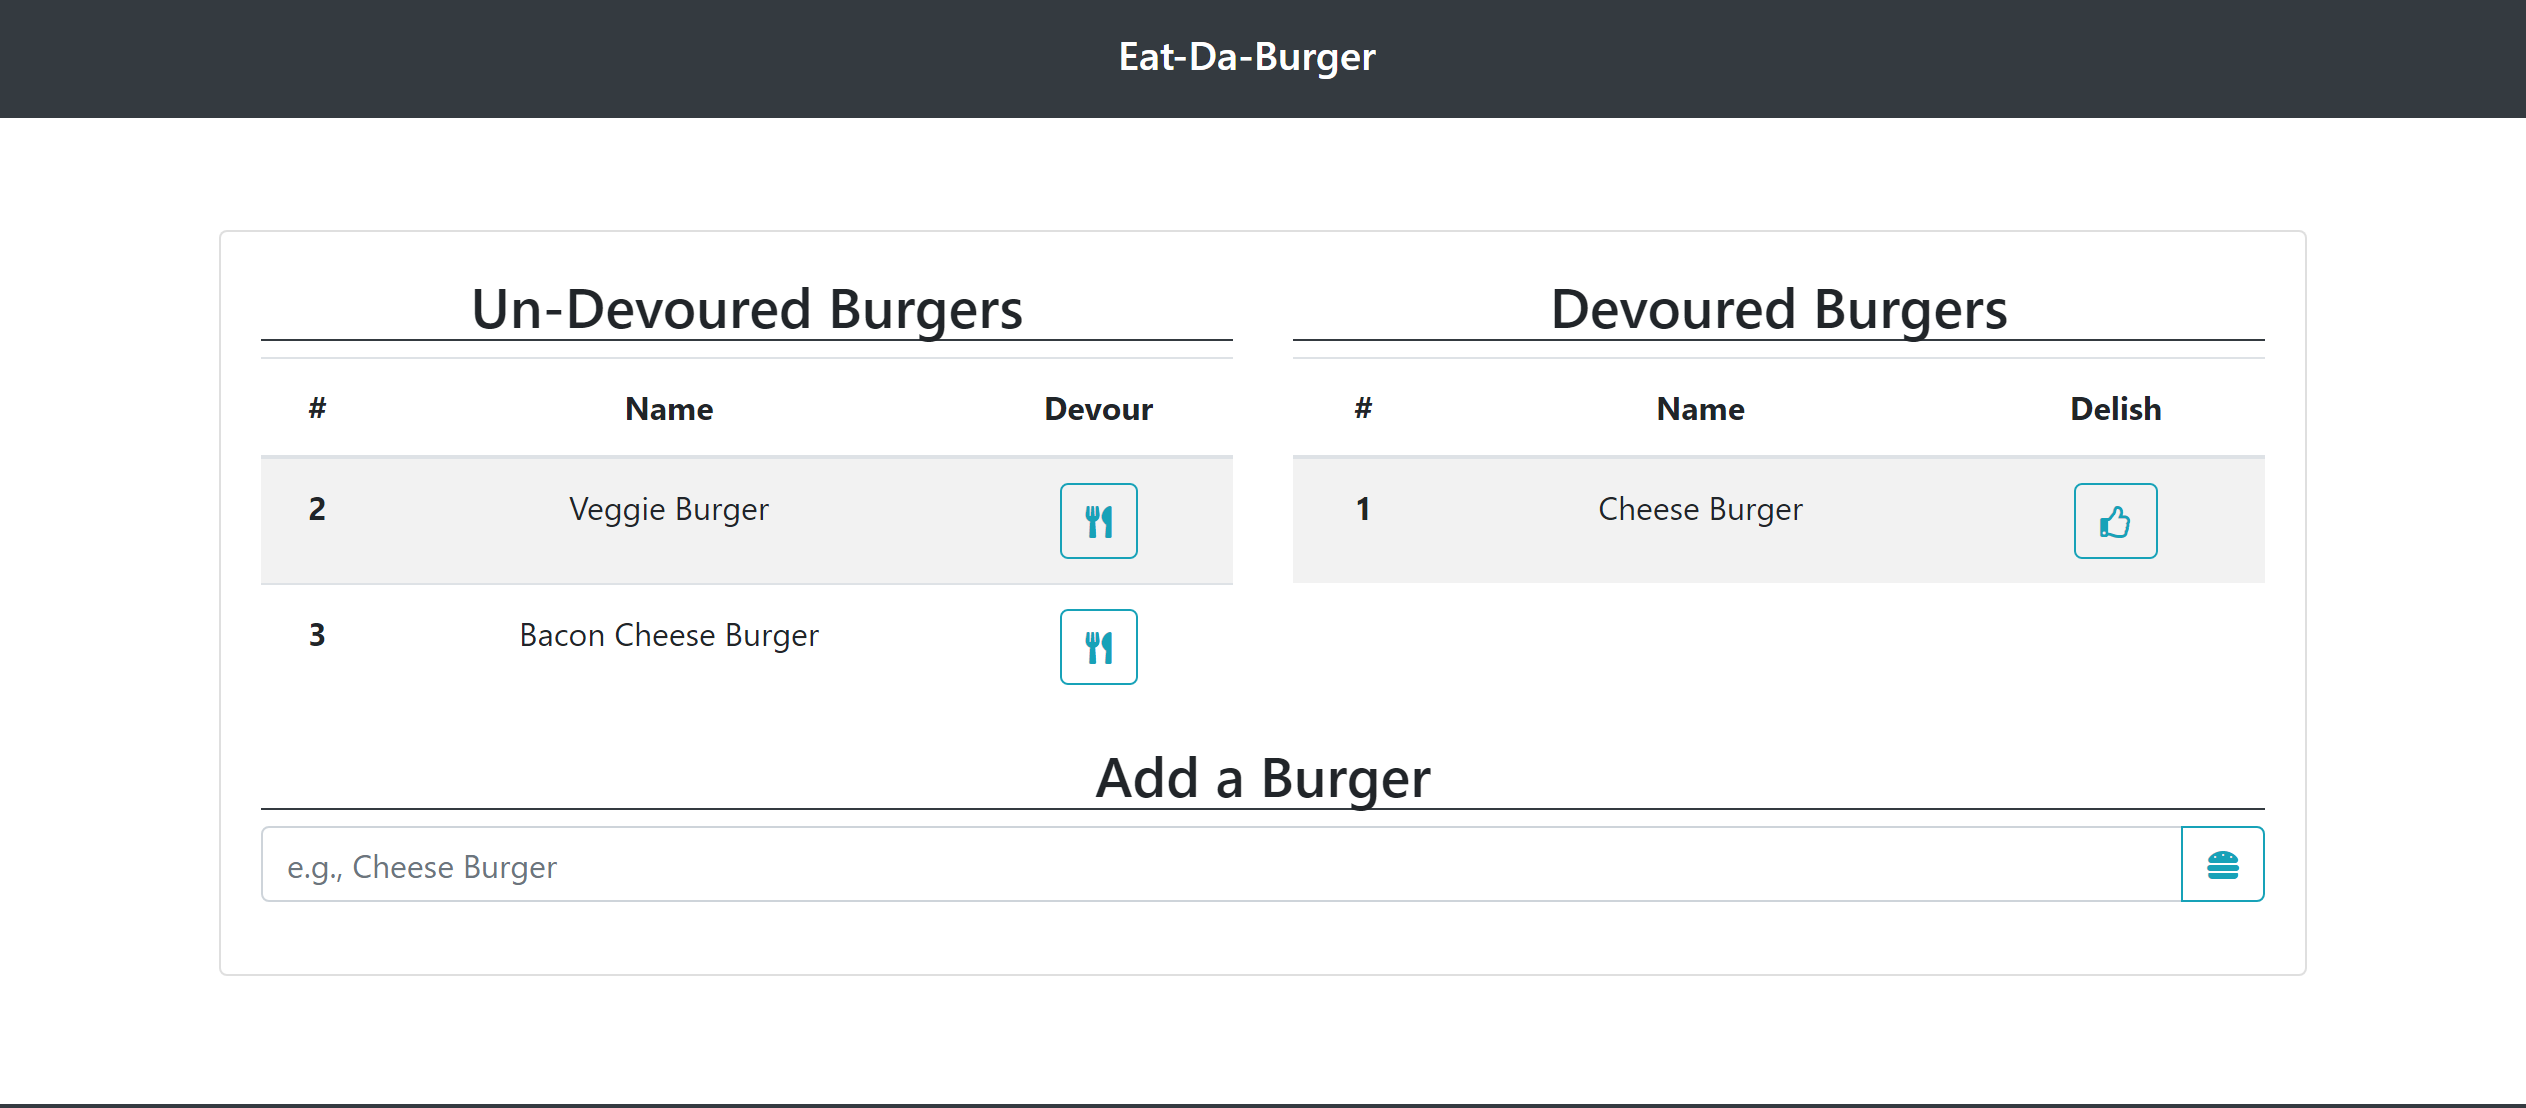 Eat-Da-Burger
Un-Devoured Burgers
# Name Devour
2 Veggie Burger
3 Bacon Cheese Burger
Devoured Burgers
# Name Delish
1 Cheese Burger
Add a Burger
e.g., Cheese Burger